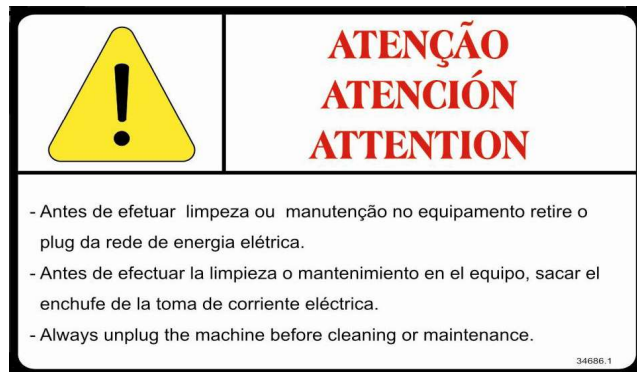 ATENÇÃO
ATENCIÓN
ATTENTION
- Antes de efetuar limpeza ou manutenção no equipamento retire o
plug da rede de energia elétrica.
- Antes de efectuar la limpieza o mantenimiento en el equipo, sacar el
enchufe de la toma de corriente eléctrica.
- Always unplug the machine before cleaning or maintenance.
34686.1